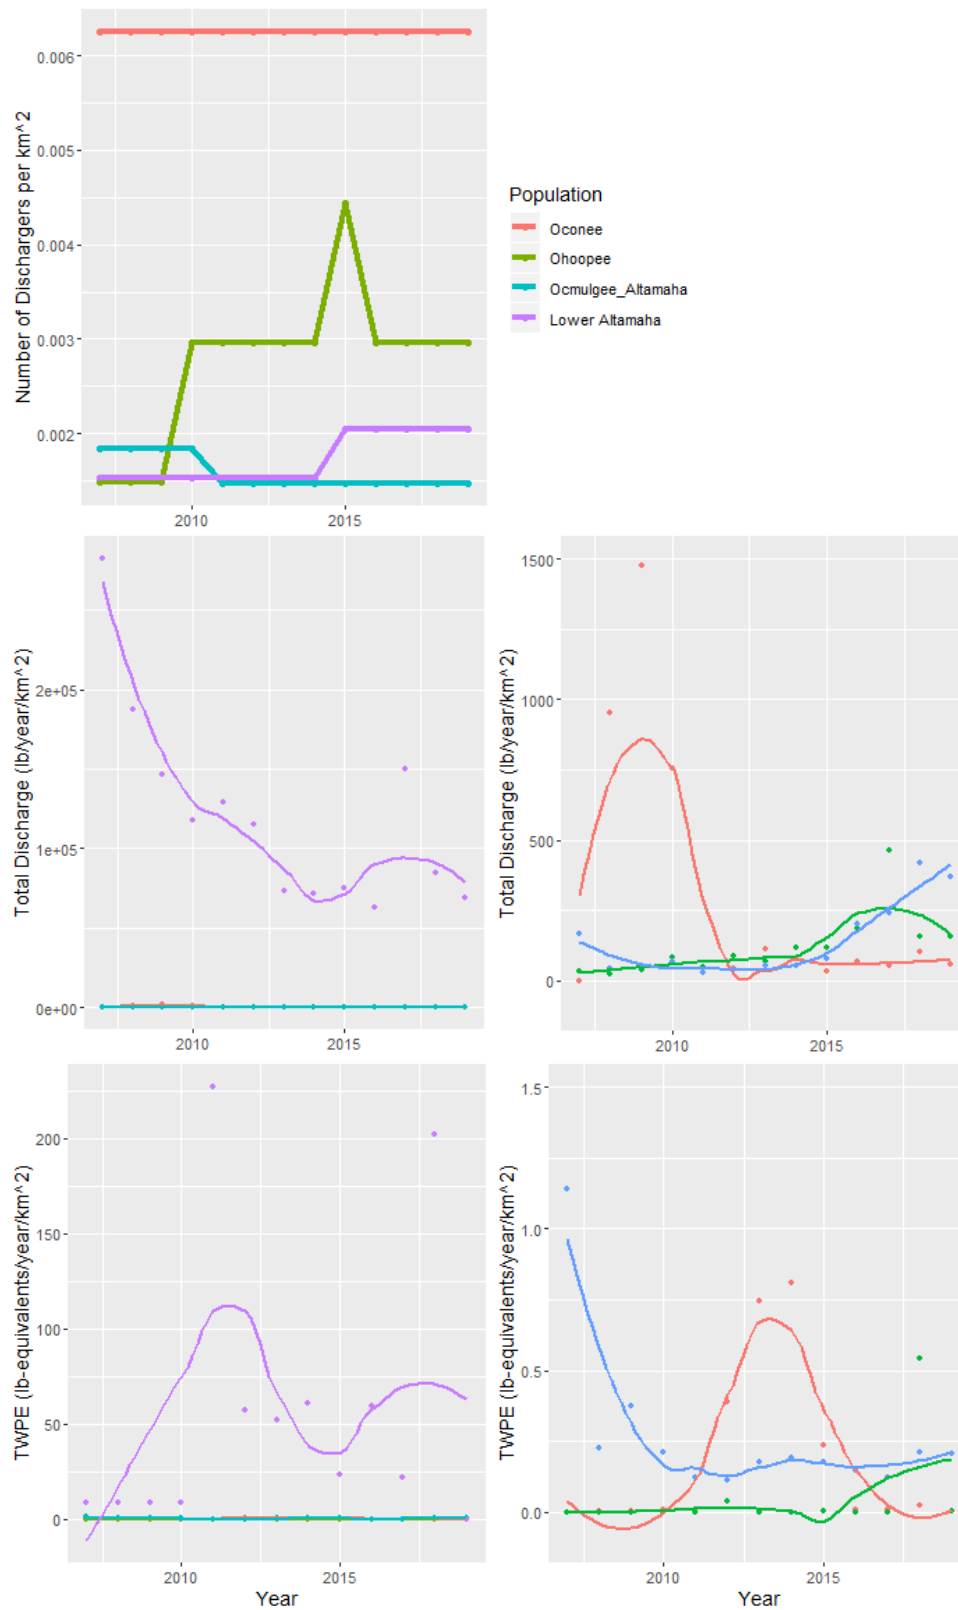 Number of Dischargers per km^2
0.006
0.005
0.004
0.003
0.002
2010
2015
Population
Oconee
Ohoopee
Ocmulgee_Altamaha
Lower Altamaha
Total Discharge (lb/year/km^2)
2e+05
1e+05
0e+00
2010
2015
Total Discharge (lb/year/km^2)
1500
1000
500
0
2010
2015
TWPE (lb-equivalents/year/km^2)
200
150
100
50
0
2010
2015
Year
TWPE (lb-equivalents/year/km^2)
1.5
1.0
0.5
0.0
2010
2015
Year